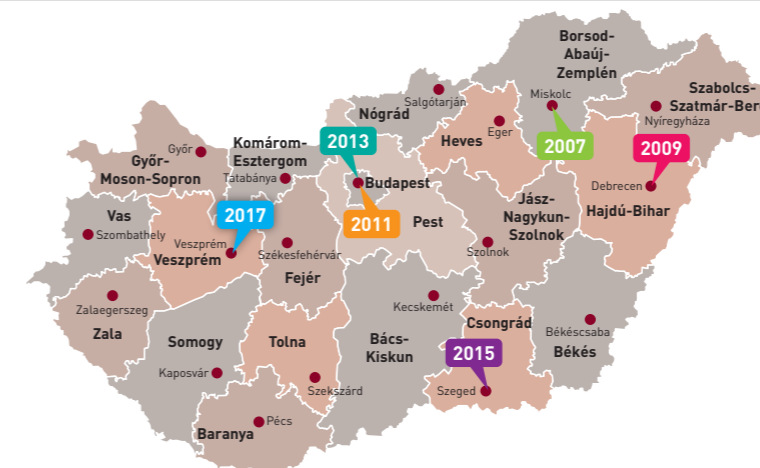 Borsod-
Abaúj-
Zemplén
Miskolc
2007
Szabolcs-
Szatmár-Ber
Nyíregyháza
2009
Debrecen
Hajdú-Bihar
Salgótarján
Nógrád
Heves
Eger
2013
Budapest
2011
Pest
Komárom-
Esztergom
Tatabánya
Győr
Győr-
Moson-Sopron
Vas
Szombathely
2017
Veszprém
Veszprém
Székesfehérvár
Fejér
Jász-
Nagykun-
Szolnok
Szolnok
Zalaegerszeg
Zala
Somogy
Kaposvár
Tolna
Szekszárd
Bács-
Kiskun
Kecskemét
Csongrád
2015
Szeged
Békéscsaba
Békés
Pécs
Baranya